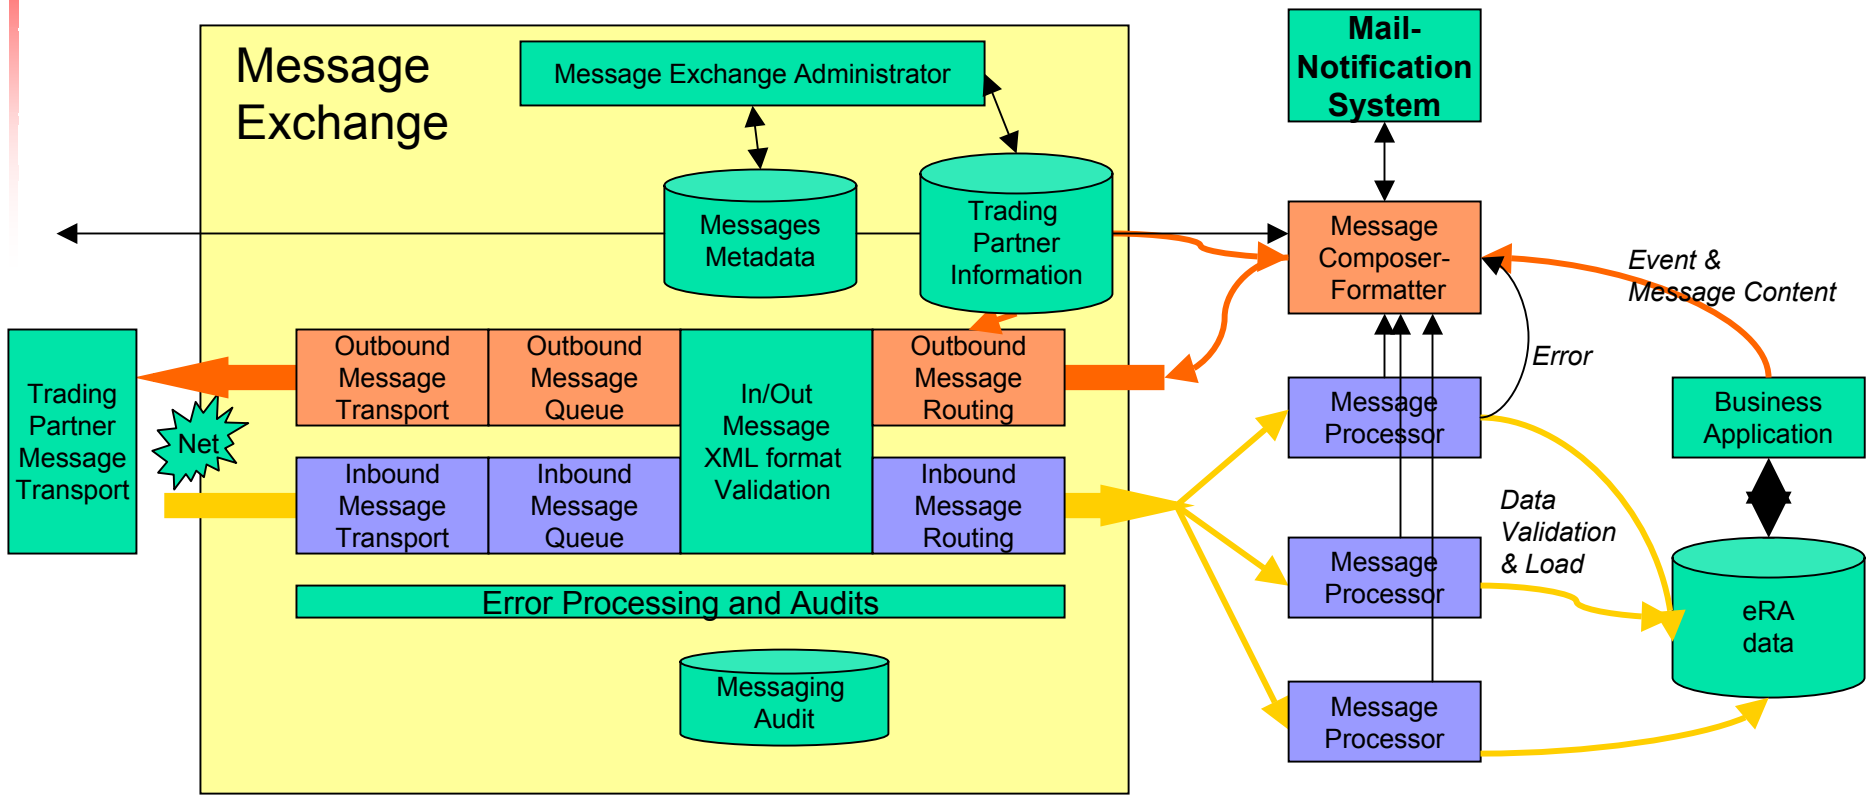 Message
Exchange
Message Exchange Administrator
Mail-
Notification
System
Messages
Metadata
Trading
Partner
Information
Message
Composer-
Formatter
Event &
Message Content
Error
Trading
Partner
Message
Transport
Net
Outbound
Message
Transport
Outbound
Message
Queue
In/Out
Message
XML format
Validation
Outbound
Message
Routing
Inbound
Message
Transport
Inbound
Message
Queue
Inbound
Message
Routing
Message
Processor
Business
Application
Data
Validation
& Load
Message
Processor
eRA
data
Message
Processor
Error Processing and Audits
Messaging
Audit